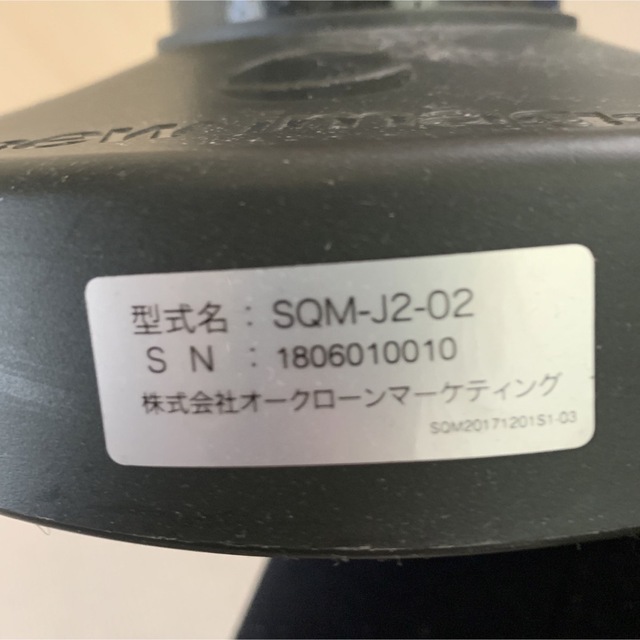 型式名 : SQM-J2-02
S N : 1806010010
株式会社オークローンマーケティング
SQM20171201S1-03